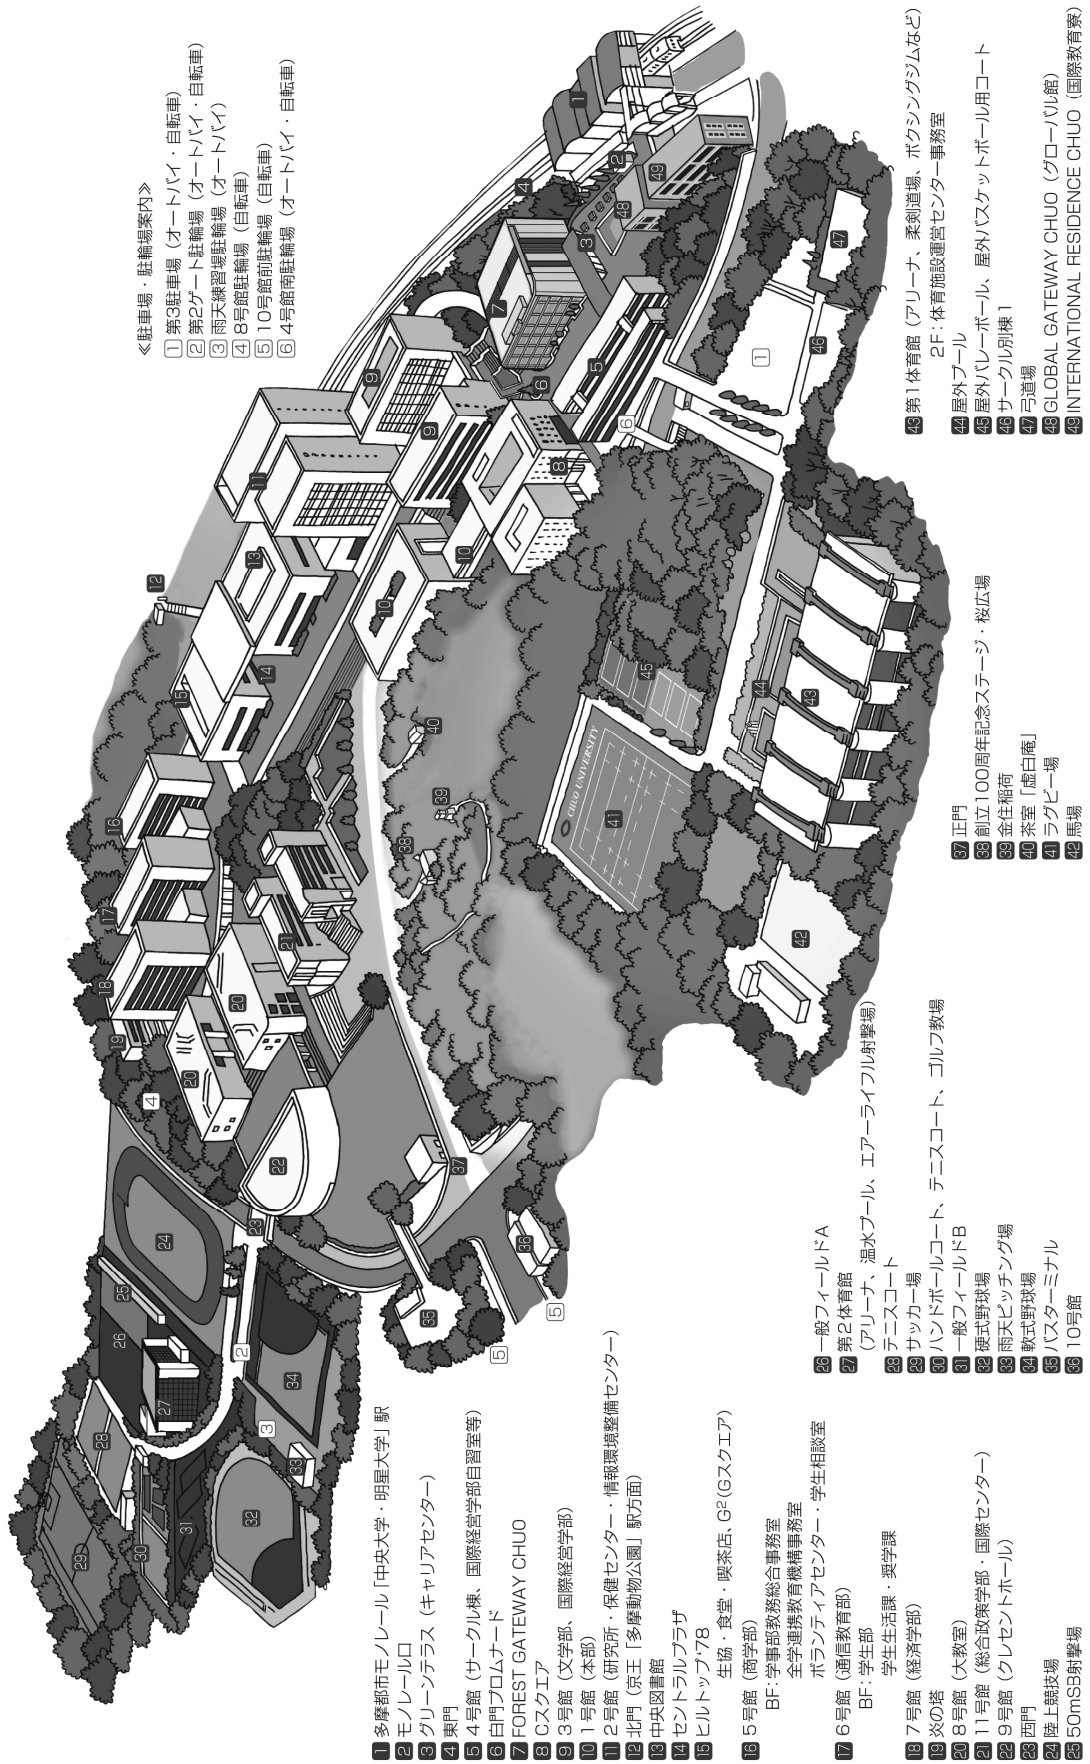 ≪駐車場・駐輪場案内≫
1 第3駐車場（オートバイ・自転車）
2 第2ゲート駐輪場（オートバイ・自転車）
3 雨天練習場駐輪場（オートバイ）
4 8号館駐輪場（自転車）
5 10号館前駐輪場（自転車）
6 4号館南駐輪場（オートバイ・自転車）
CHUO UNIVERSITY
1 多摩都市モノレール「中央大学・明星大学」駅
2 モノレール口
3 グリーンテラス（キャリアセンター）
4 東門
5 4号館（サークル棟、国際経営学部自習室等）
6 白門プロムナード
7 FOREST GATEWAY CHUO
8 Cスクエア
9 3号館（文学部、国際経営学部）
10 1号館（本部）
11 2号館（研究所・保健センター・情報環境整備センター）
12 北門（京王「多摩動物公園」駅方面）
13 中央図書館
14 セントラルプラザ
15 ヒルトップ'78
生協・食堂・喫茶店、G²（Gスクエア）
16 5号館（商学部）
BF：学事部教務総合事務室
全学連携教育機構事務室
ボランティアセンター・学生相談室
17 6号館（通信教育部）
BF：学生部
学生生活課・奨学課
18 7号館（経済学部）
19 炎の塔
20 8号館（大教室）
21 11号館（総合政策学部・国際センター）
22 9号館（クレセントホール）
23 西門
24 陸上競技場
25 50mSB射撃場
26 一般フィールドA
27 第2体育館
（アリーナ、温水プール、エアーライフル射撃場）
28 テニスコート
29 サッカー場
30 ハンドボールコート、テニスコート、ゴルフ教場
31 一般フィールドB
32 硬式野球場
33 雨天ピッチング場
34 軟式野球場
35 バスターミナル
36 10号館
37 正門
38 創立100周年記念ステージ・桜広場
39 金住稲荷
40 茶室「虚白庵」
41 ラグビー場
42 馬場
43 第1体育館（アリーナ、柔剣道場、ボクシングジムなど）
2F：体育施設運営センター事務室
44 屋外プール
45 屋外バレーボール、屋外バスケットボール用コート
46 サークル別棟1
47 弓道場
48 GLOBAL GATEWAY CHUO（グローバル館）
49 INTERNATIONAL RESIDENCE CHUO（国際教育寮）